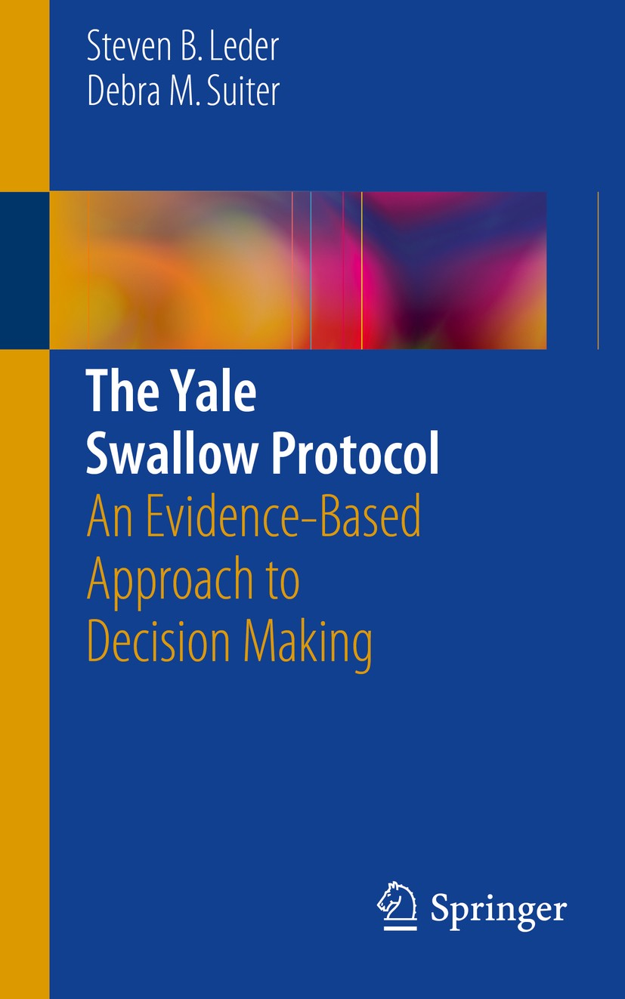 Steven B. Leder
Debra M. Suiter
The Yale
Swallow Protocol
An Evidence-Based
Approach to
Decision Making
Springer